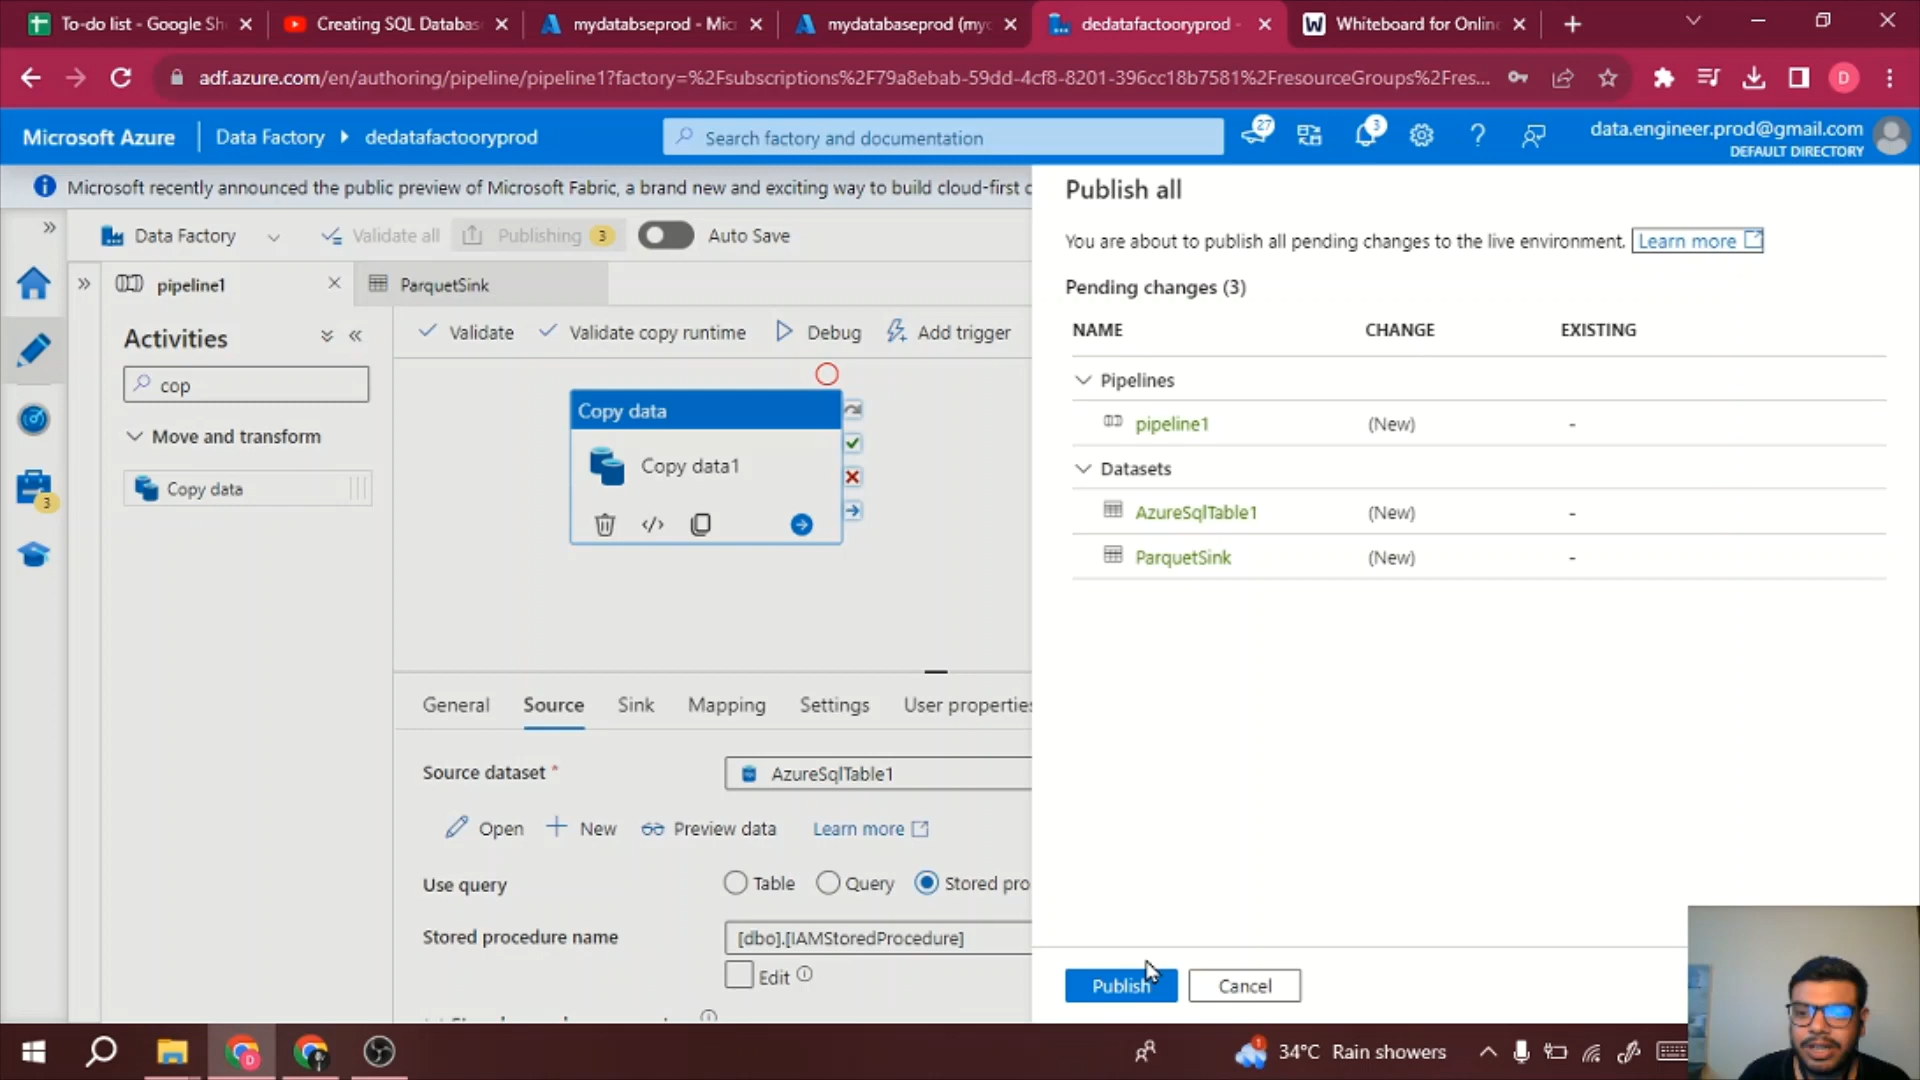 To-do list - Google Sh
Creating SQL Databas
mydatabseprod - Mic
mydatabaseprod (my
dedatafactooryprod -
Whiteboard for Onlin
adf.azure.com/en/authoring/pipeline/pipeline1?factory=%2Fsubscriptions%2F79a8ebab-59dd-4cf8-8201-396cc18b7581%2FresourceGroups%2Fres...
D
Microsoft Azure
Data Factory
dedatafactooryprod
Search factory and documentation
27
3
data.engineer.prod@gmail.com
DEFAULT DIRECTORY
Microsoft recently announced the public preview of Microsoft Fabric, a brand new and exciting way to build cloud-first
Data Factory
Validate all
Publishing 3
Auto Save
pipeline1
ParquetSink
Activities
cop
Move and transform
Copy data
3
Validate
Validate copy runtime
Debug
Add trigger
Copy data
Copy data1
General
Source
Sink
Mapping
Settings
User properties
Source dataset *
AzureSqlTable1
Open
New
Preview data
Learn more
Use query
Table
Query
Stored pro
Stored procedure name
[dbo].[IAMStoredProcedure]
Edit
Publish all
You are about to publish all pending changes to the live environment. Learn more
Pending changes (3)
NAME CHANGE EXISTING
Pipelines
pipeline1 (New) -
Datasets
AzureSqlTable1 (New) -
ParquetSink (New) -
Publish
Cancel
D
1
34°C Rain showers